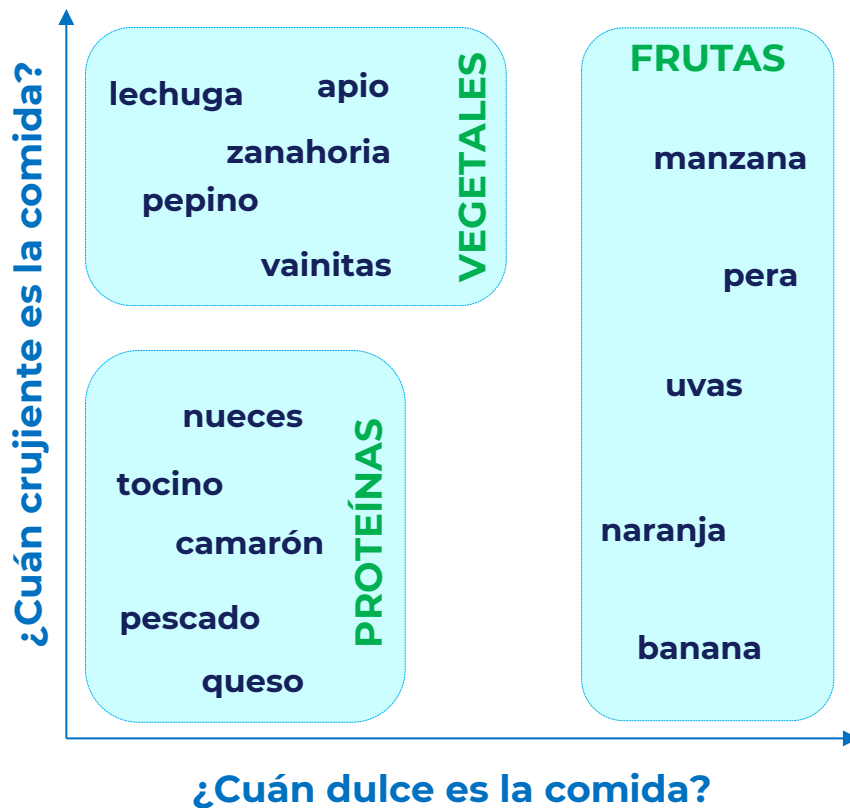 ¿Cuán crujiente es la comida?
VEGETALES
lechuga
apio
zanahoria
pepino
vainitas
FRUTAS
manzana
pera
uvas
naranja
banana
PROTEÍNAS
nueces
tocino
camarón
pescado
queso
¿Cuán dulce es la comida?